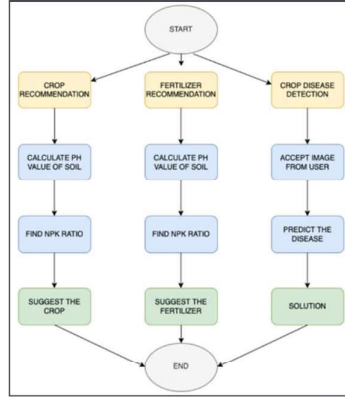 START
CROP
RECOMMENDATION
FERTILIZER
RECOMMENDATION
CROP DISEASE
DETECTION
CALCULATE PH
VALUE OF SOIL
CALCULATE PH
VALUE OF SOIL
ACCEPT IMAGE
FROM USER
FIND NPK RATIO
FIND NPK RATIO
PREDICT THE
DISEASE
SUGGEST THE
CROP
SUGGEST THE
FERTILIZER
SOLUTION
END